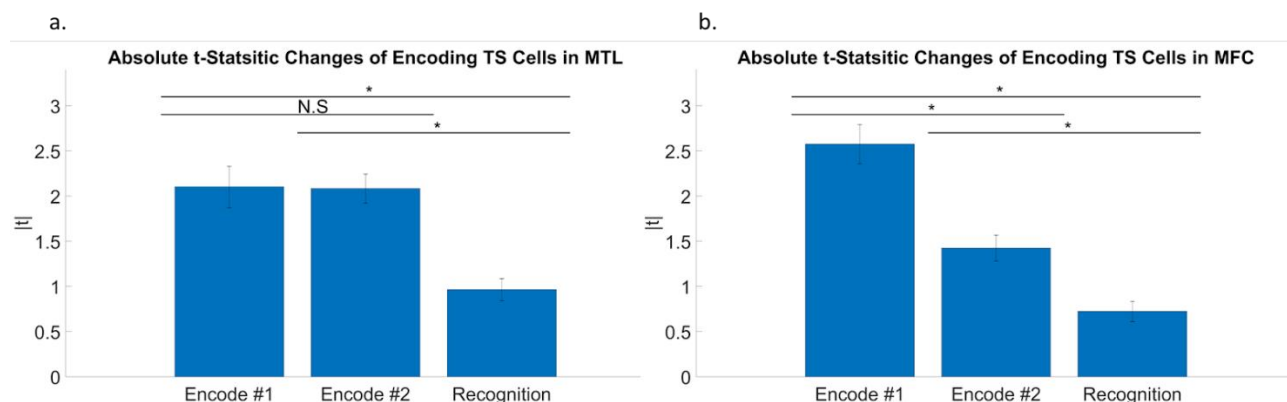 a.
Absolute t-Statsitic Changes of Encoding TS Cells in MTL
*
N.S
*
3
2.5
2
1.5
1
0.5
0
|t|
Encode #1 Encode #2 Recognition
b.
Absolute t-Statsitic Changes of Encoding TS Cells in MFC
*
*
*
3
2.5
2
1.5
1
0.5
0
|t|
Encode #1 Encode #2 Recognition